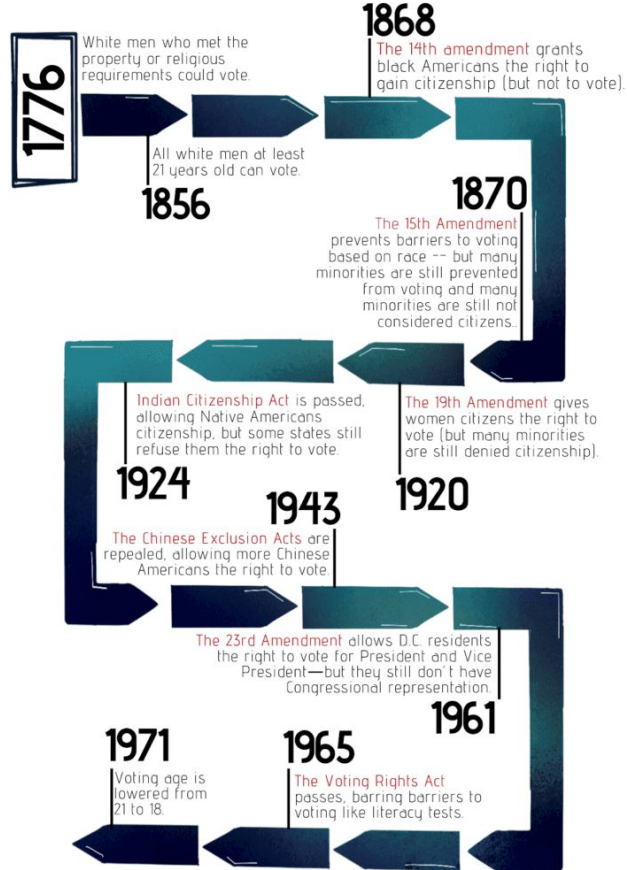 1776
White men who met the
property or religious
requirements could vote.
All white men at least
21 years old can vote.
1856
1868
The 14th amendment grants
black Americans the right to
gain citizenship (but not to vote).
1870
The 15th Amendment
prevents barriers to voting
based on race -- but many
minorities are still prevented
from voting and many
minorities are still not
considered citizens..
The 19th Amendment gives
women citizens the right to
vote (but many minorities
are still denied citizenship).
1920
Indian Citizenship Act is passed,
allowing Native Americans
citizenship, but some states still
refuse them the right to vote.
1924
1943
The Chinese Exclusion Acts are
repealed, allowing more Chinese
Americans the right to vote.
The 23rd Amendment allows D.C. residents
the right to vote for President and Vice
President—but they still don't have
Congressional representation.
1961
1965
The Voting Rights Act
passes, barring barriers to
voting like literacy tests.
1971
Voting age is
lowered from
21 to 18.